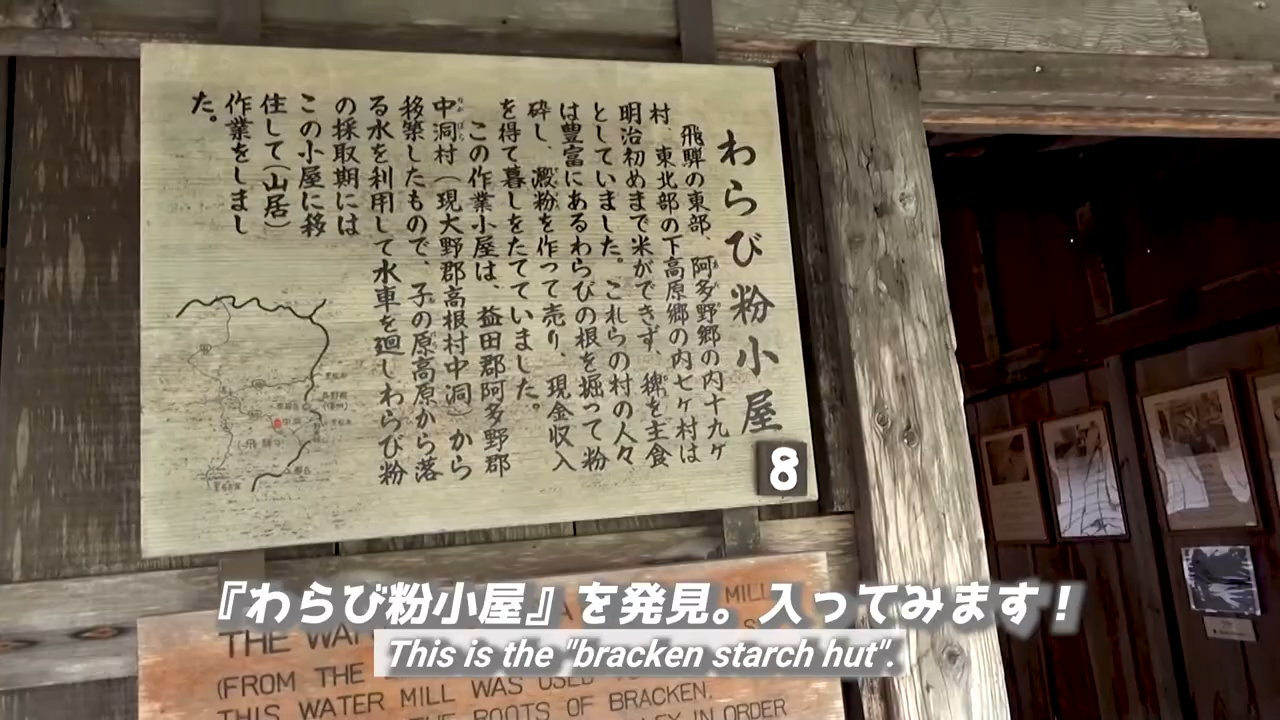 わらび粉小屋
飛騨の東部、阿多野郷の内十九ヶ
村、東北部の下高原郷の内七ヶ村は
明治初めまで米ができず、稗を主食
としていました。これらの村の人々
は豊富にあるわらびの根を掘って粉
砕し、澱粉を作って売り、現金収入
を得て暮しをたてていました。
この作業小屋は、益田郡阿多野郡
中洞村（現大野郡高根村中洞）から
移築したもので、子の原高原から落
る水を利用して水車を廻しわらび粉
の採取期には
この小屋に移
住して（山居）
作業をしまし
た。
8
『わらび粉小屋』を発見。入ってみます！
This is the "bracken starch hut".
MILL
THE WA
(FROM THE
THIS WATER MILL WAS USED
ROOTS OF BRACKEN.
IN ORDER